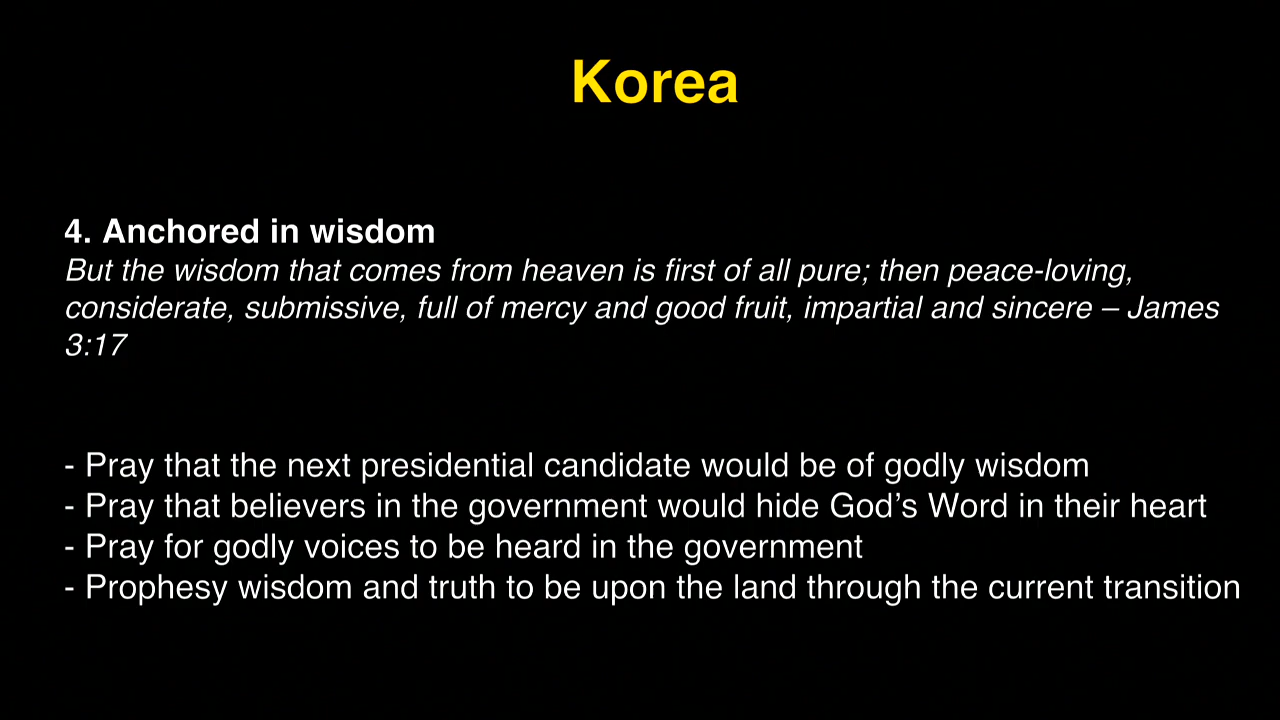 Korea
4. Anchored in wisdom
But the wisdom that comes from heaven is first of all pure; then peace-loving,
considerate, submissive, full of mercy and good fruit, impartial and sincere – James
3:17
- Pray that the next presidential candidate would be of godly wisdom
- Pray that believers in the government would hide God’s Word in their heart
- Pray for godly voices to be heard in the government
- Prophesy wisdom and truth to be upon the land through the current transition